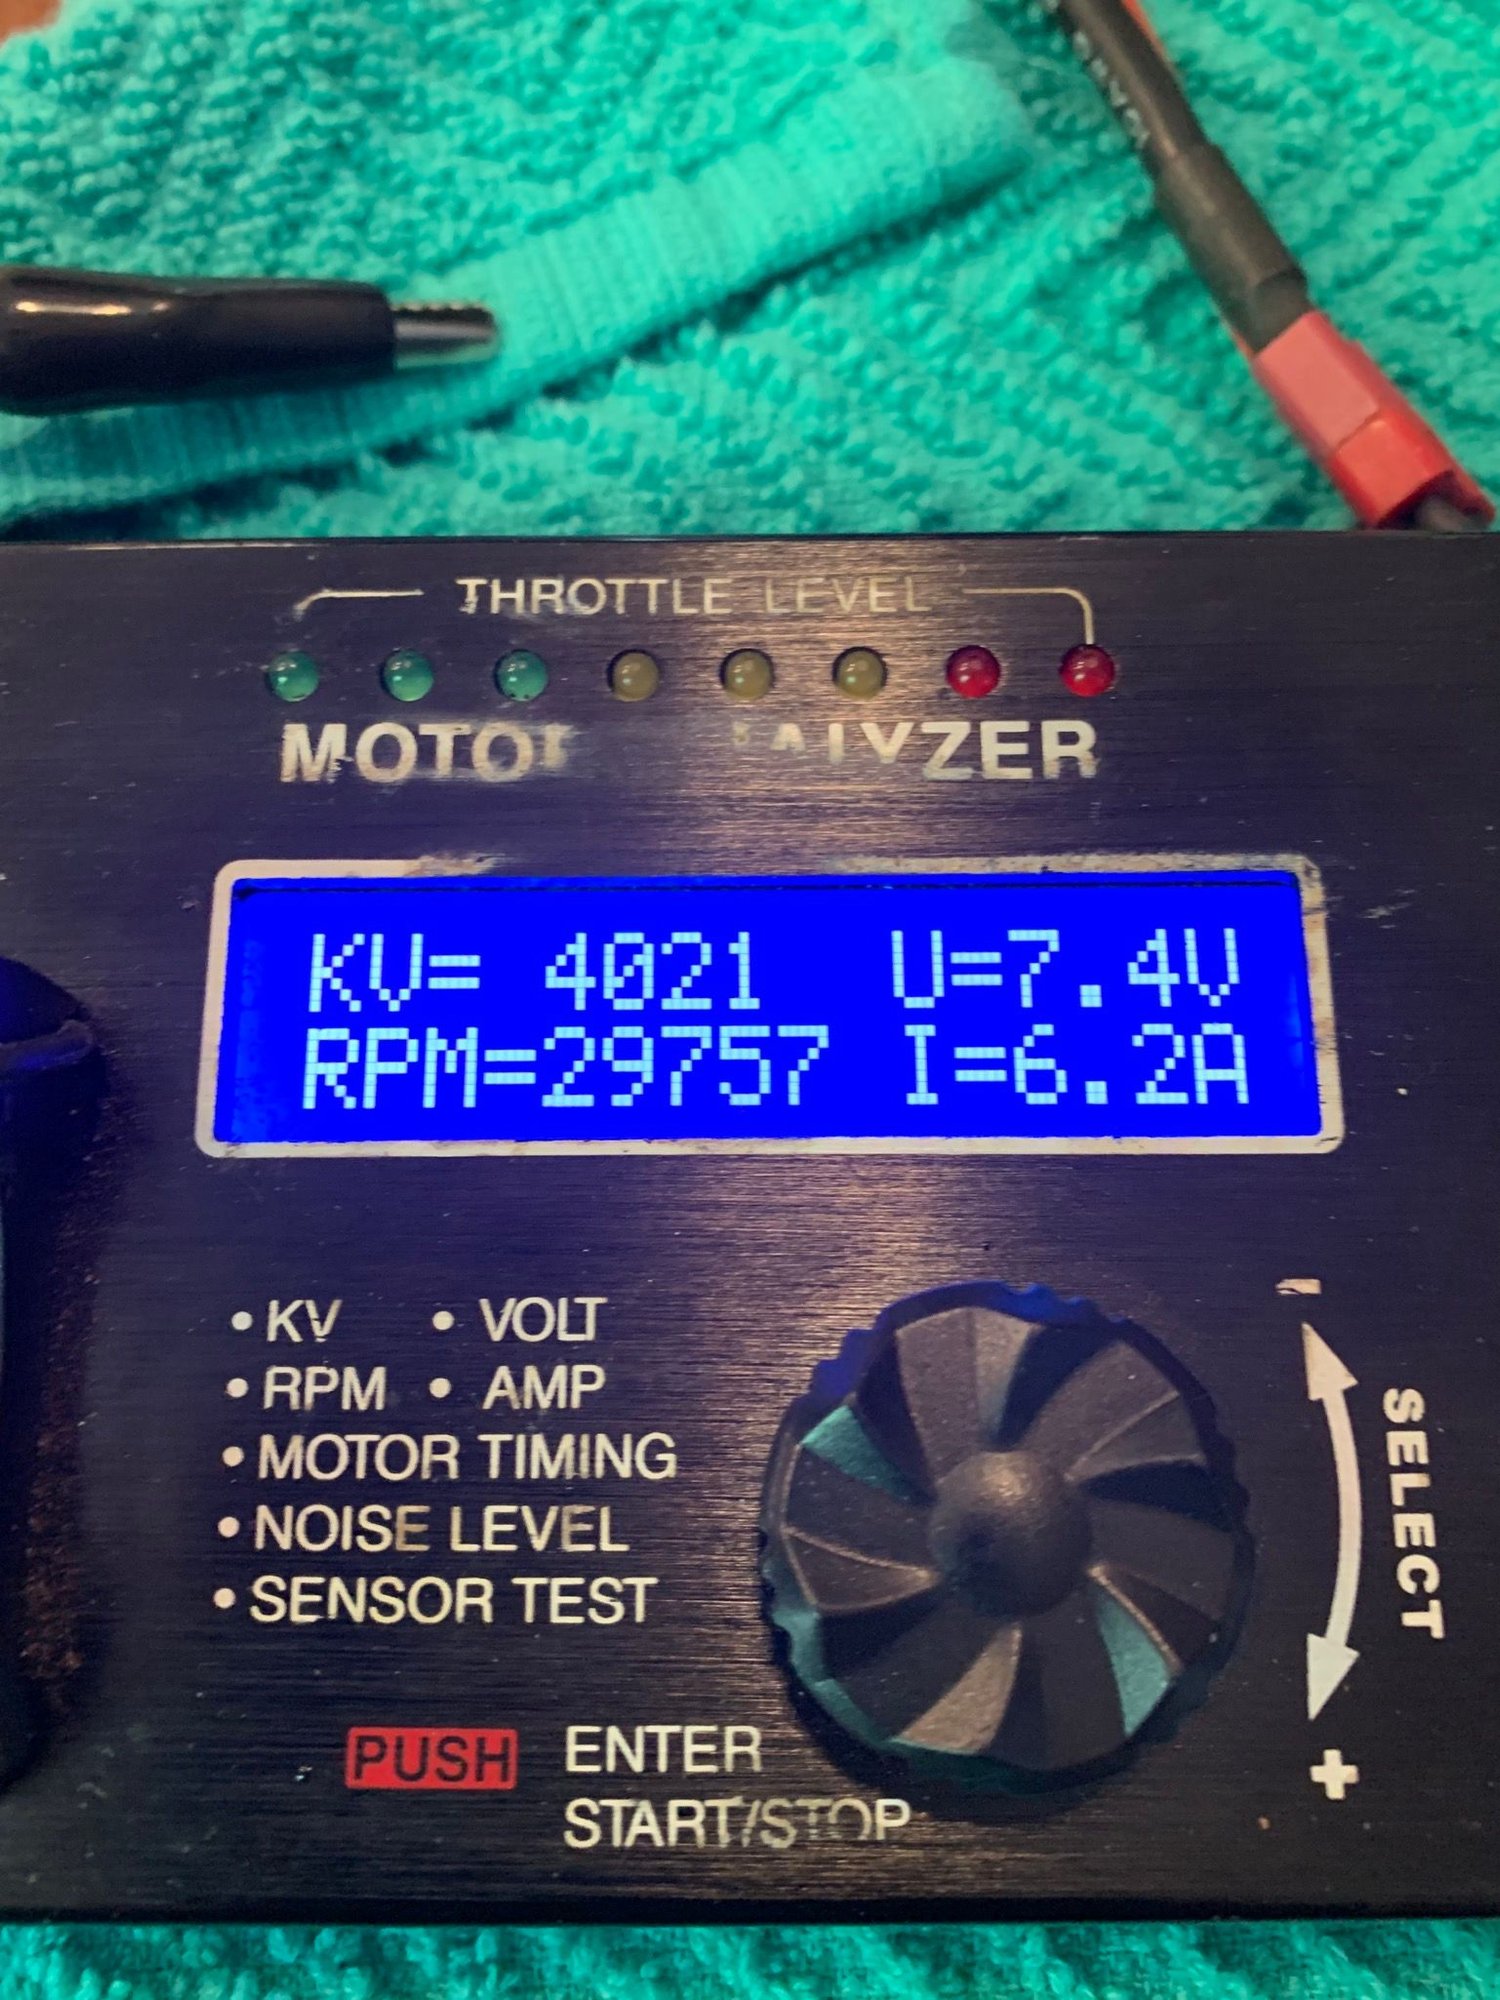 THROTTLE LEVEL
KV= 4021 U=7.4V
RPM=29757 I=6.2A
• KV • VOLT
• RPM • AMP
• MOTOR TIMING
• NOISE LEVEL
• SENSOR TEST
PUSH ENTER
START/STOP
-
SELECT
+